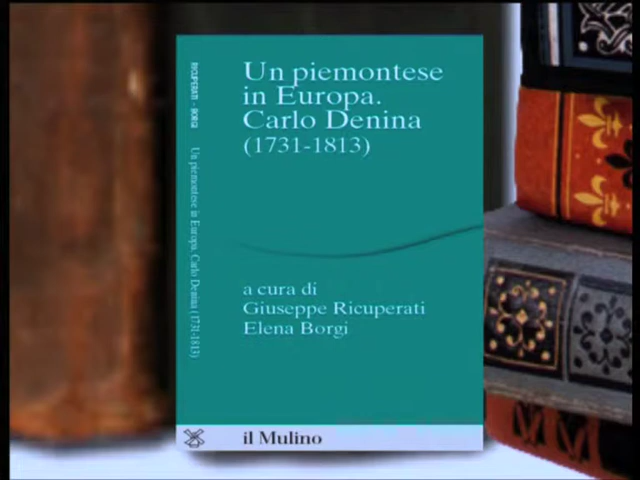 Un piemontese
in Europa.
Carlo Denina
(1731-1813)
a cura di
Giuseppe Ricuperati
Elena Borgi
il Mulino
RICUPERATI - BORGI
Un piemontese in Europa. Carlo Denina (1731-1813)